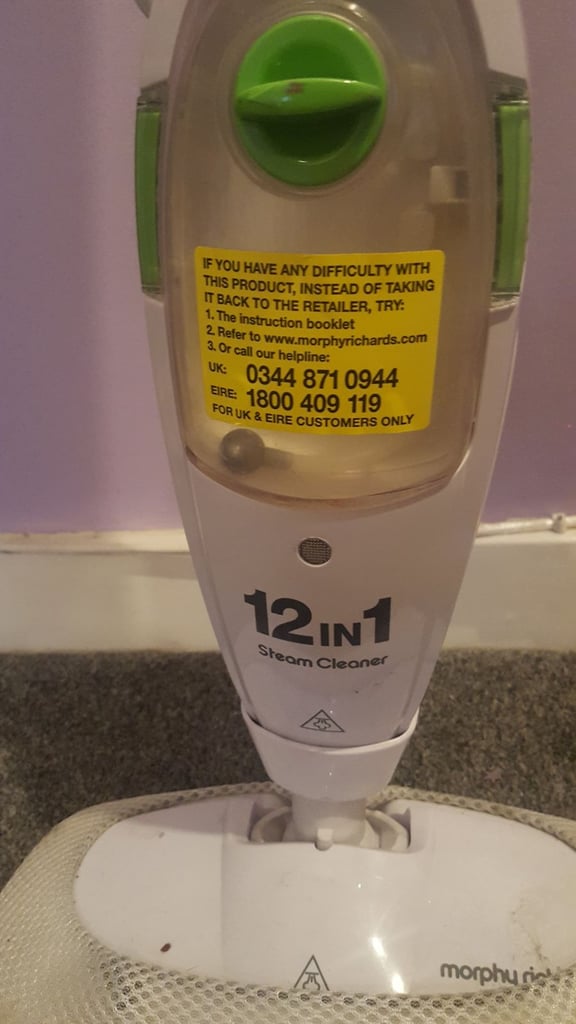 IF YOU HAVE ANY DIFFICULTY WITH
THIS PRODUCT, INSTEAD OF TAKING
IT BACK TO THE RETAILER, TRY:
1. The instruction booklet
2. Refer to www.morphyrichards.com
3. Or call our helpline:
UK: 0344 871 0944
EIRE: 1800 409 119
FOR UK & EIRE CUSTOMERS ONLY
12 IN 1
Steam Cleaner
morphy